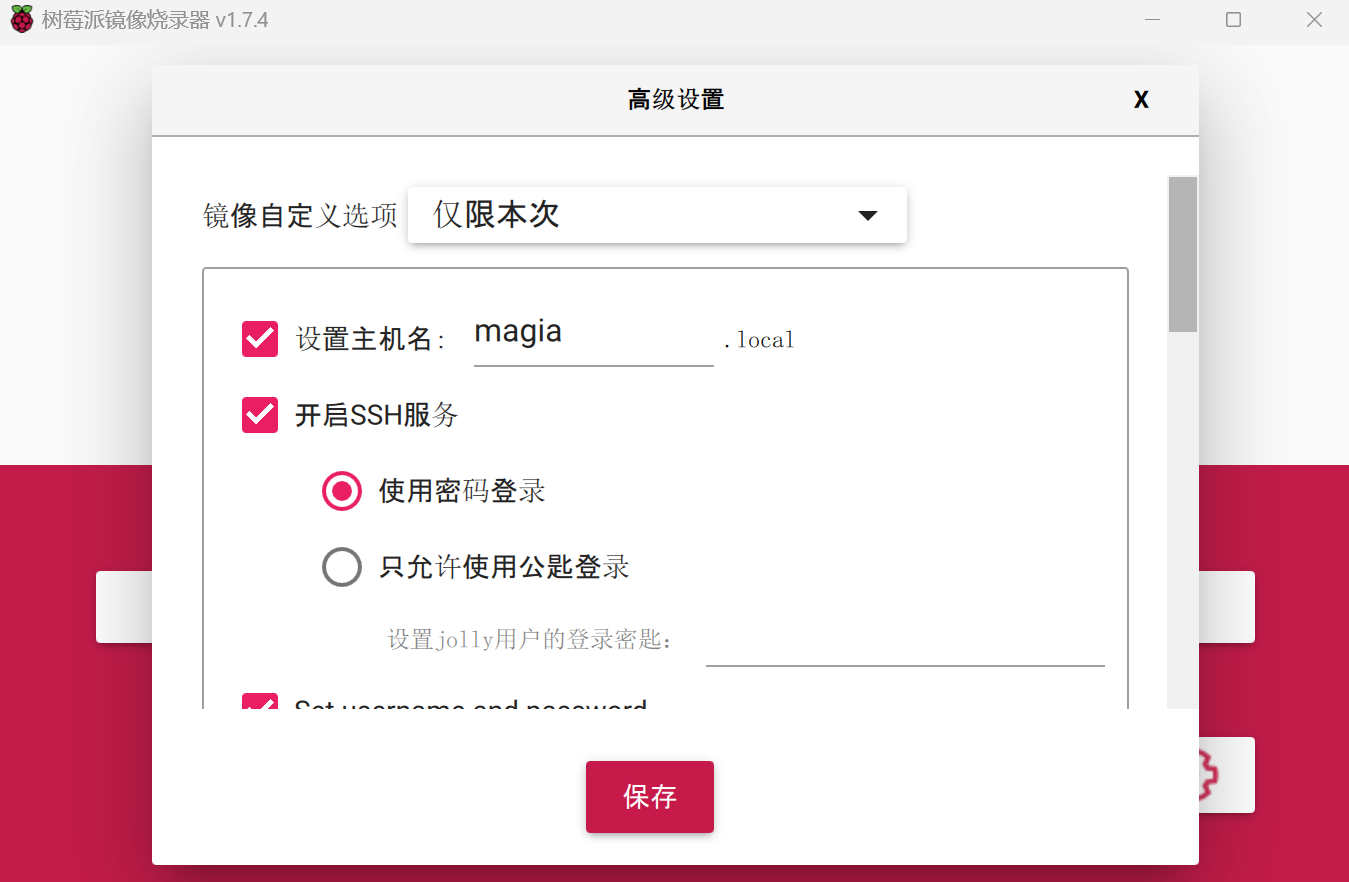 树莓派镜像烧录器 v1.7.4
高级设置 X
镜像自定义选项 仅限本次
设置主机名: magia .local
开启SSH服务
使用密码登录
只允许使用公匙登录
设置jolly用户的登录密匙:
Set username and password
保存